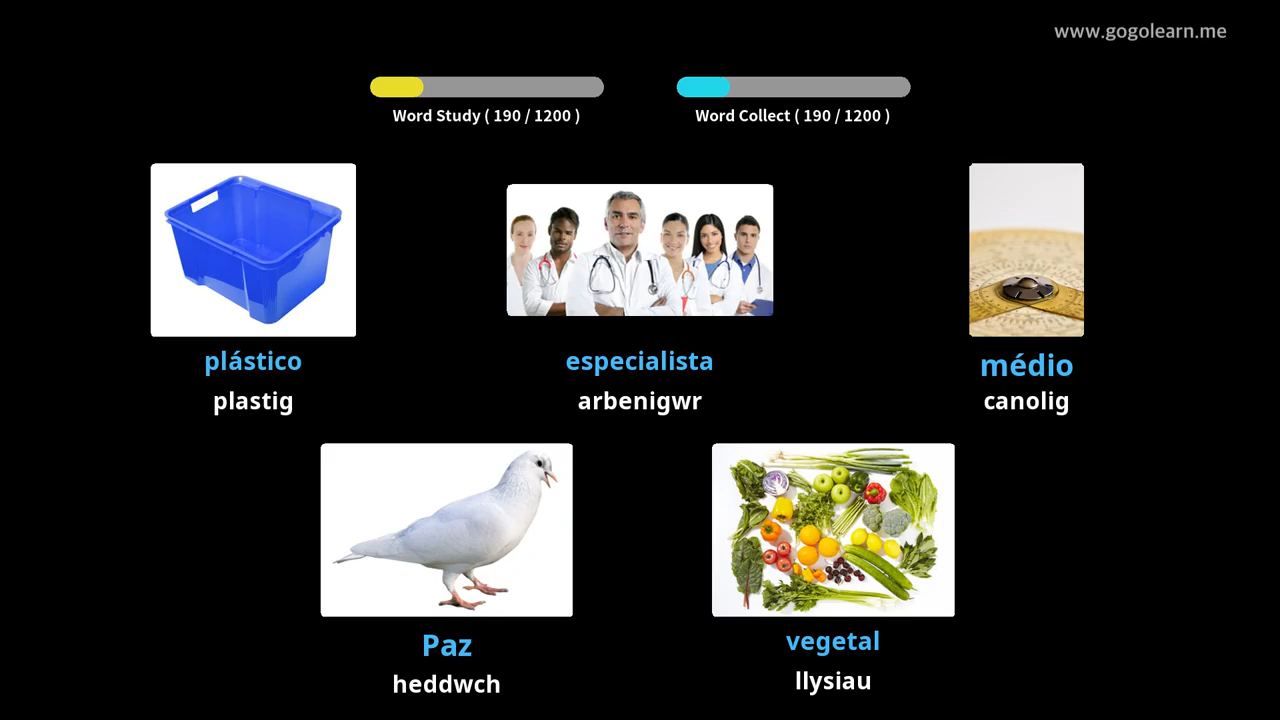 www.gogolearn.me
Word Study ( 190 / 1200 )
Word Collect ( 190 / 1200 )
plástico
plastig
especialista
arbenigwr
médio
canolig
Paz
heddwch
vegetal
llysiau